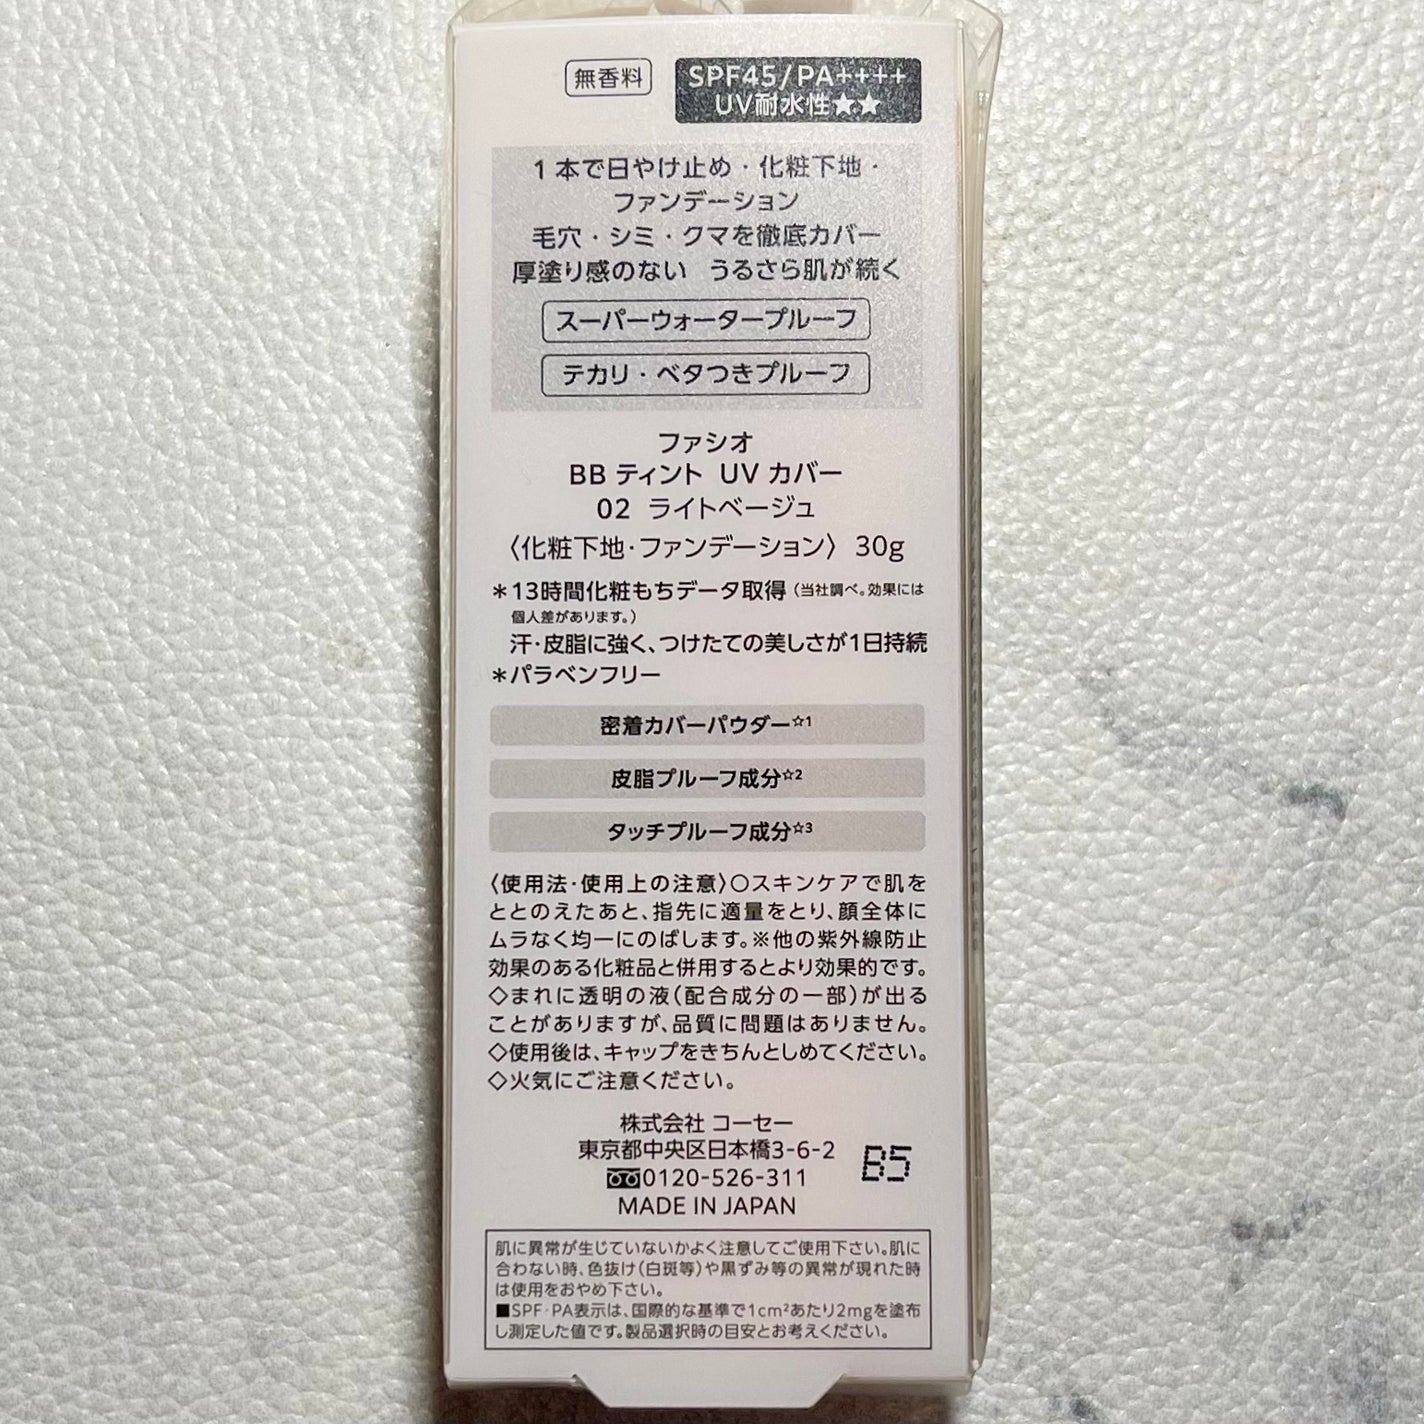 無香料
SPF45/PA++++
UV耐水性★★
1本で日やけ止め・化粧下地・
ファンデーション
毛穴・シミ・クマを徹底カバー
厚塗り感のない うるさら肌が続く
スーパーウォータープルーフ
テカリ・ベタつきプルーフ
ファシオ
BB ティント UV カバー
02 ライトベージュ
〈化粧下地・ファンデーション〉 30g
＊13時間化粧もちデータ取得（当社調べ。効果には
個人差があります。）
汗・皮脂に強く、つけたての美しさが1日持続
＊パラベンフリー
密着カバーパウダー☆1
皮脂プルーフ成分☆2
タッチプルーフ成分☆3
〈使用法・使用上の注意〉○スキンケアで肌を
ととのえたあと、指先に適量をとり、顔全体に
ムラなく均一にのばします。※他の紫外線防止
効果のある化粧品と併用するとより効果的です。
◇まれに透明の液（配合成分の一部）が出る
ことがありますが、品質に問題はありません。
◇使用後は、キャップをきちんとしめてください。
◇火気にご注意ください。
株式会社 コーセー
東京都中央区日本橋3-6-2
0120-526-311
B5
MADE IN JAPAN
肌に異常が生じていないかよく注意してご使用下さい。肌に
合わない時、色抜け（白斑等）や黒ずみ等の異常が現れた時
は使用をおやめ下さい。
■SPF・PA表示は、国際的な基準で1cm²あたり2mgを塗布
し測定した値です。製品選択時の目安とお考えください。